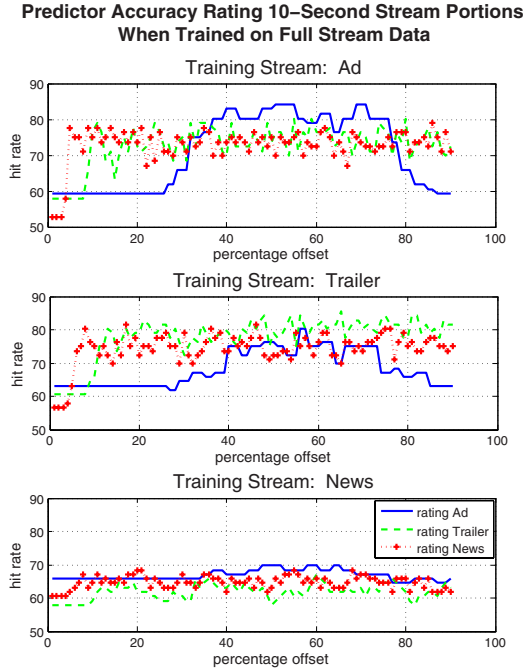 Predictor Accuracy Rating 10−Second Stream Portions
When Trained on Full Stream Data
Training Stream: Ad
90
80
70
60
50
hit rate
0 20 40 60 80 100
percentage offset
Training Stream: Trailer
90
80
70
60
50
hit rate
0 20 40 60 80 100
percentage offset
Training Stream: News
90
80
70
60
50
hit rate
rating Ad
rating Trailer
rating News
0 20 40 60 80 100
percentage offset